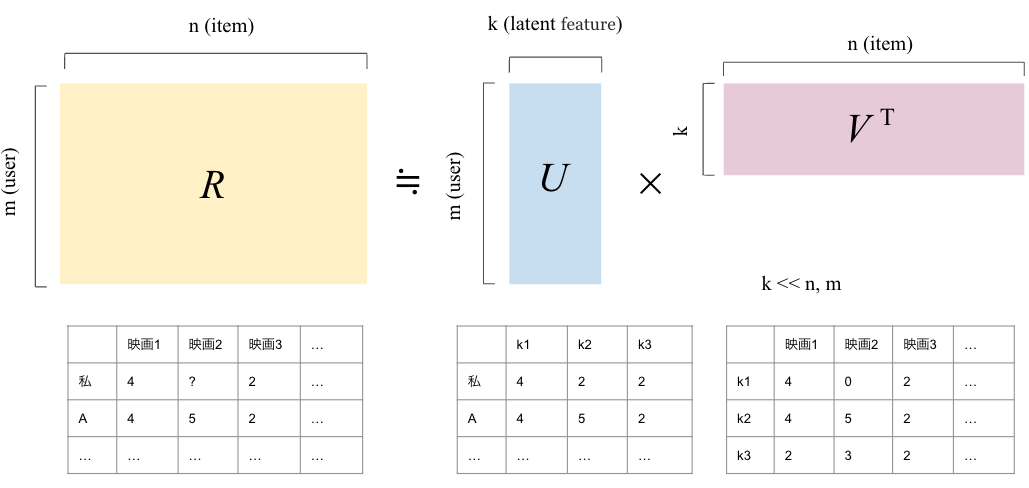 n (item)
k (latent feature)
n (item)
m (user)
R
≒
m (user)
U
×
k
V T
k << n, m
映画1 映画2 映画3 …
私 4 ? 2 …
A 4 5 2 …
… … … … …
k1 k2 k3
私 4 2 2
A 4 5 2
… … … …
映画1 映画2 映画3 …
k1 4 0 2 …
k2 4 5 2 …
k3 2 3 2 …